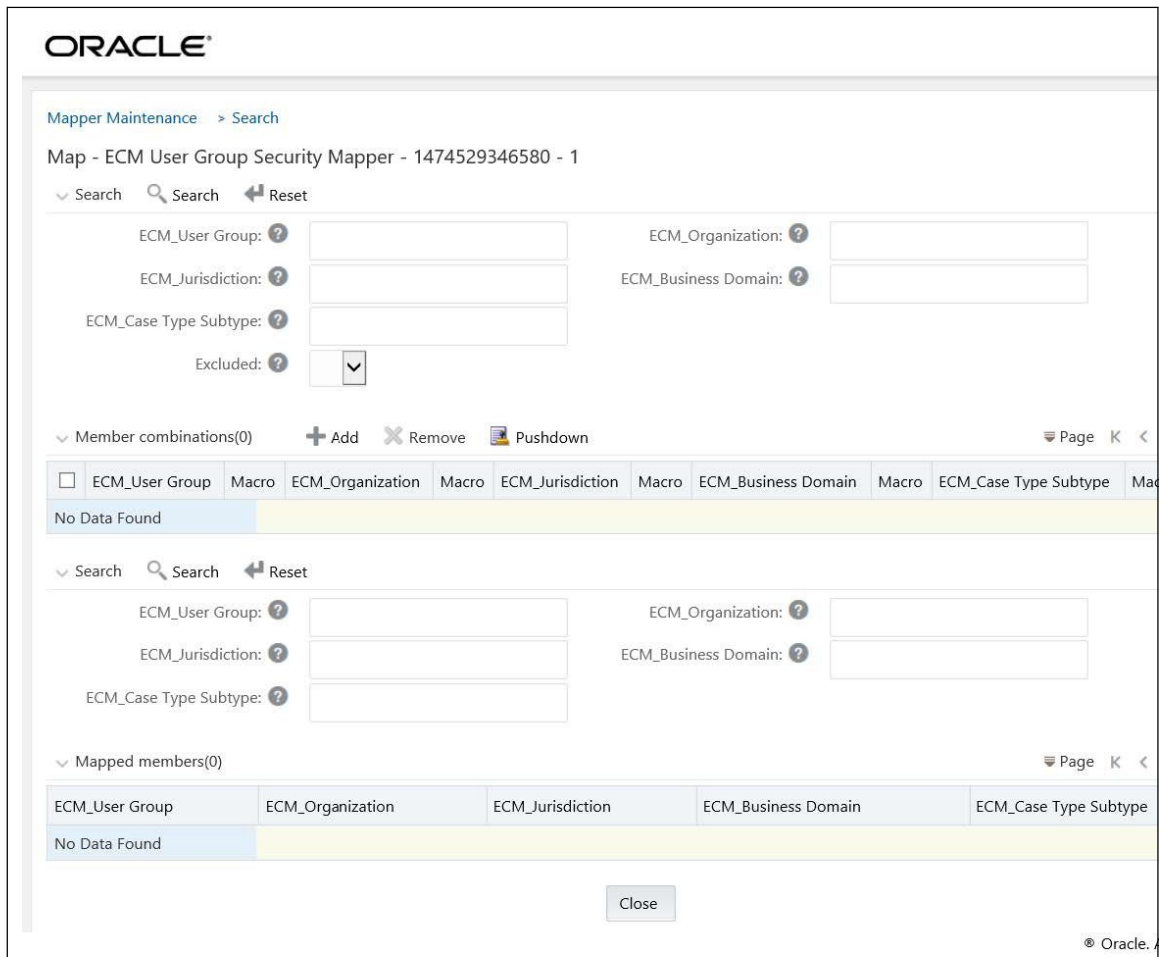 ORACLE®
Mapper Maintenance > Search
Map - ECM User Group Security Mapper - 1474529346580 - 1
Search Search Reset
ECM_User Group: ? ECM_Organization: ?
ECM_Jurisdiction: ? ECM_Business Domain: ?
ECM_Case Type Subtype: ?
Excluded: ?
Member combinations(0) Add Remove Pushdown Page K <
ECM_User Group Macro ECM_Organization Macro ECM_Jurisdiction Macro ECM_Business Domain Macro ECM_Case Type Subtype Mac
No Data Found
Search Search Reset
ECM_User Group: ? ECM_Organization: ?
ECM_Jurisdiction: ? ECM_Business Domain: ?
ECM_Case Type Subtype: ?
Mapped members(0) Page K <
ECM_User Group ECM_Organization ECM_Jurisdiction ECM_Business Domain ECM_Case Type Subtype
No Data Found
Close
® Oracle.